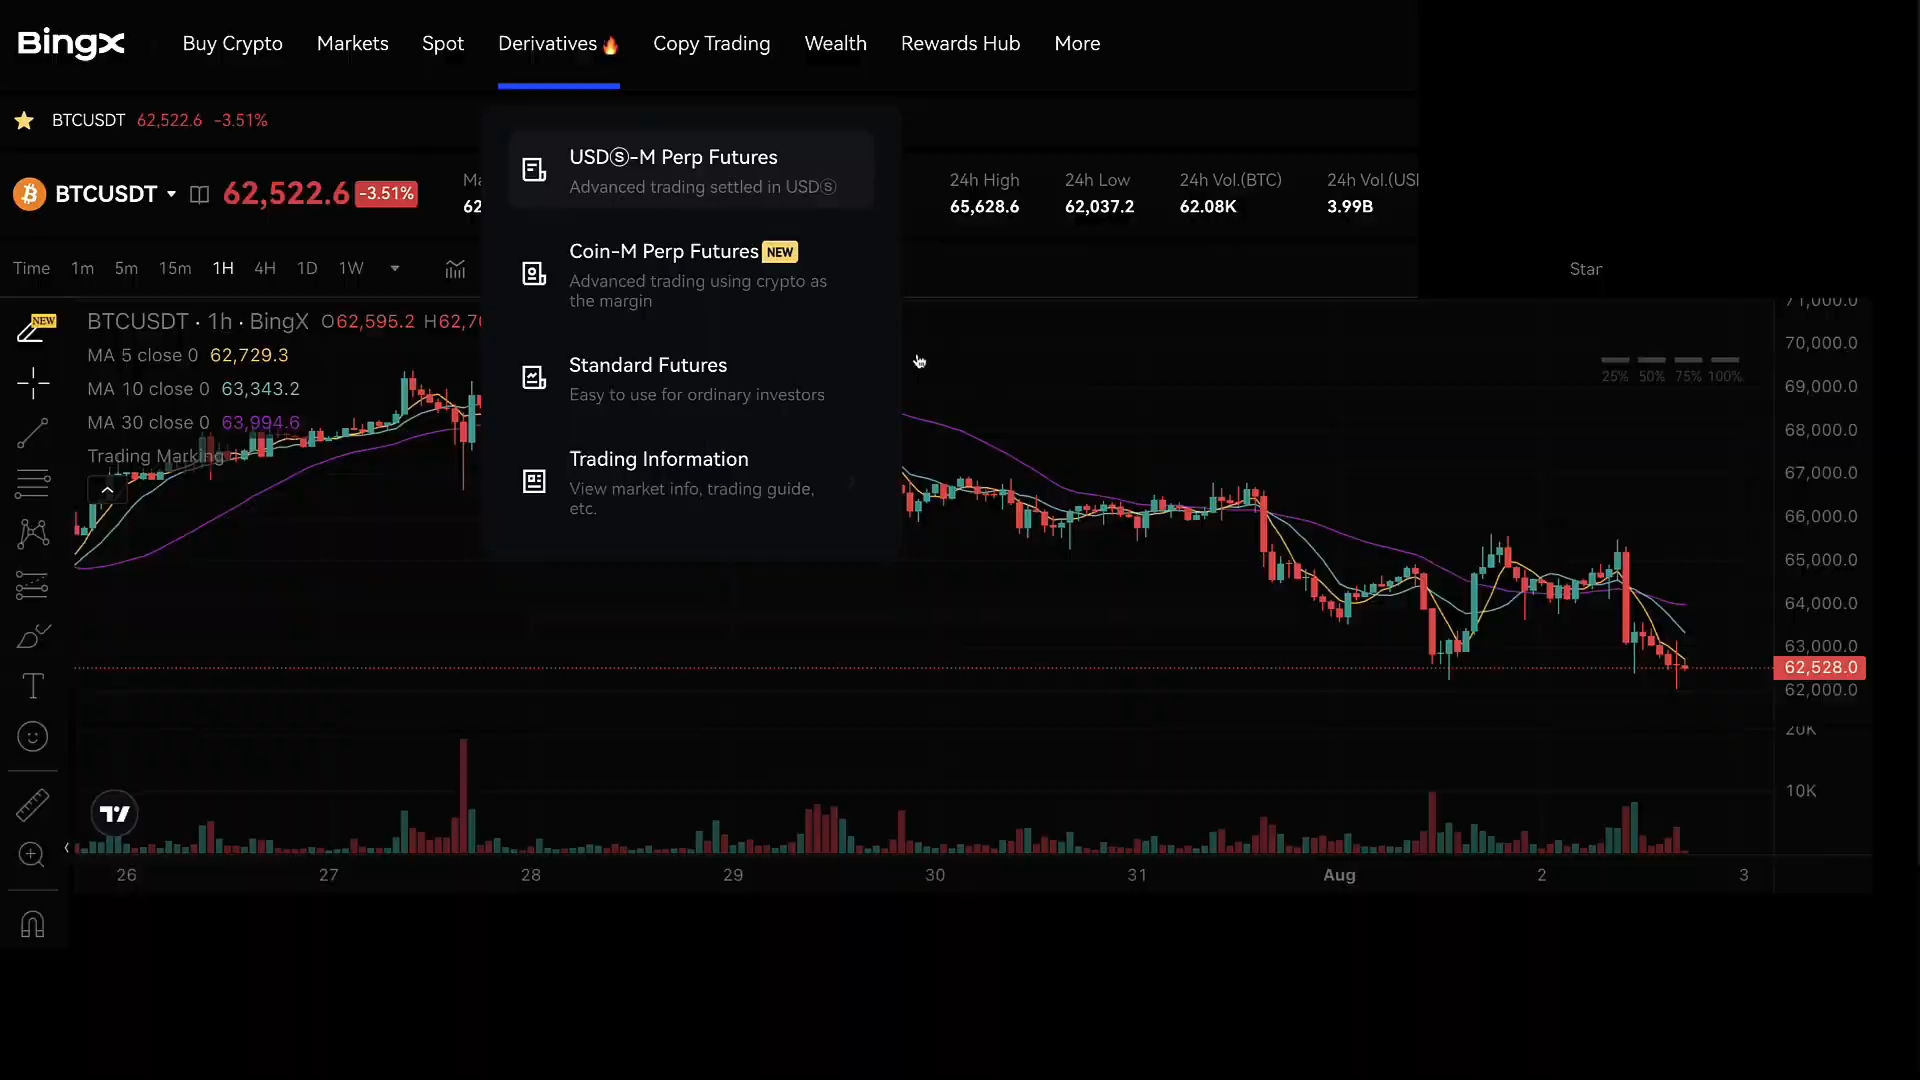 BingX
Buy Crypto Markets Spot Derivatives Copy Trading Wealth Rewards Hub More
BTCUSDT 62,522.6 -3.51%
BTCUSDT 62,522.6 -3.51%
24h High 24h Low 24h Vol.(BTC) 24h Vol.(USD
62 65,628.6 62,037.2 62.08K 3.99B
USDⓈ-M Perp Futures
Advanced trading settled in USDⓈ
Coin-M Perp Futures NEW
Advanced trading using crypto as
the margin
Standard Futures
Easy to use for ordinary investors
Trading Information
View market info, trading guide,
etc.
Time 1m 5m 15m 1H 4H 1D 1W
Star
NEW
BTCUSDT · 1h · BingX O62,595.2 H62,70
MA 5 close 0 62,729.3
MA 10 close 0 63,343.2
MA 30 close 0 63,994.6
Trading Marking
25% 50% 75% 100%
71,000.0
70,000.0
69,000.0
68,000.0
67,000.0
66,000.0
65,000.0
64,000.0
63,000.0
62,528.0
62,000.0
20K
10K
26 27 28 29 30 31 Aug 2 3